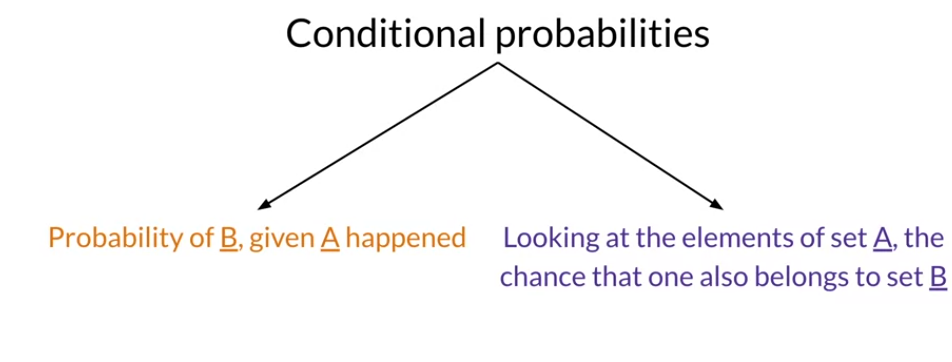 Conditional probabilities
Probability of B, given A happened
Looking at the elements of set A, the
chance that one also belongs to set B